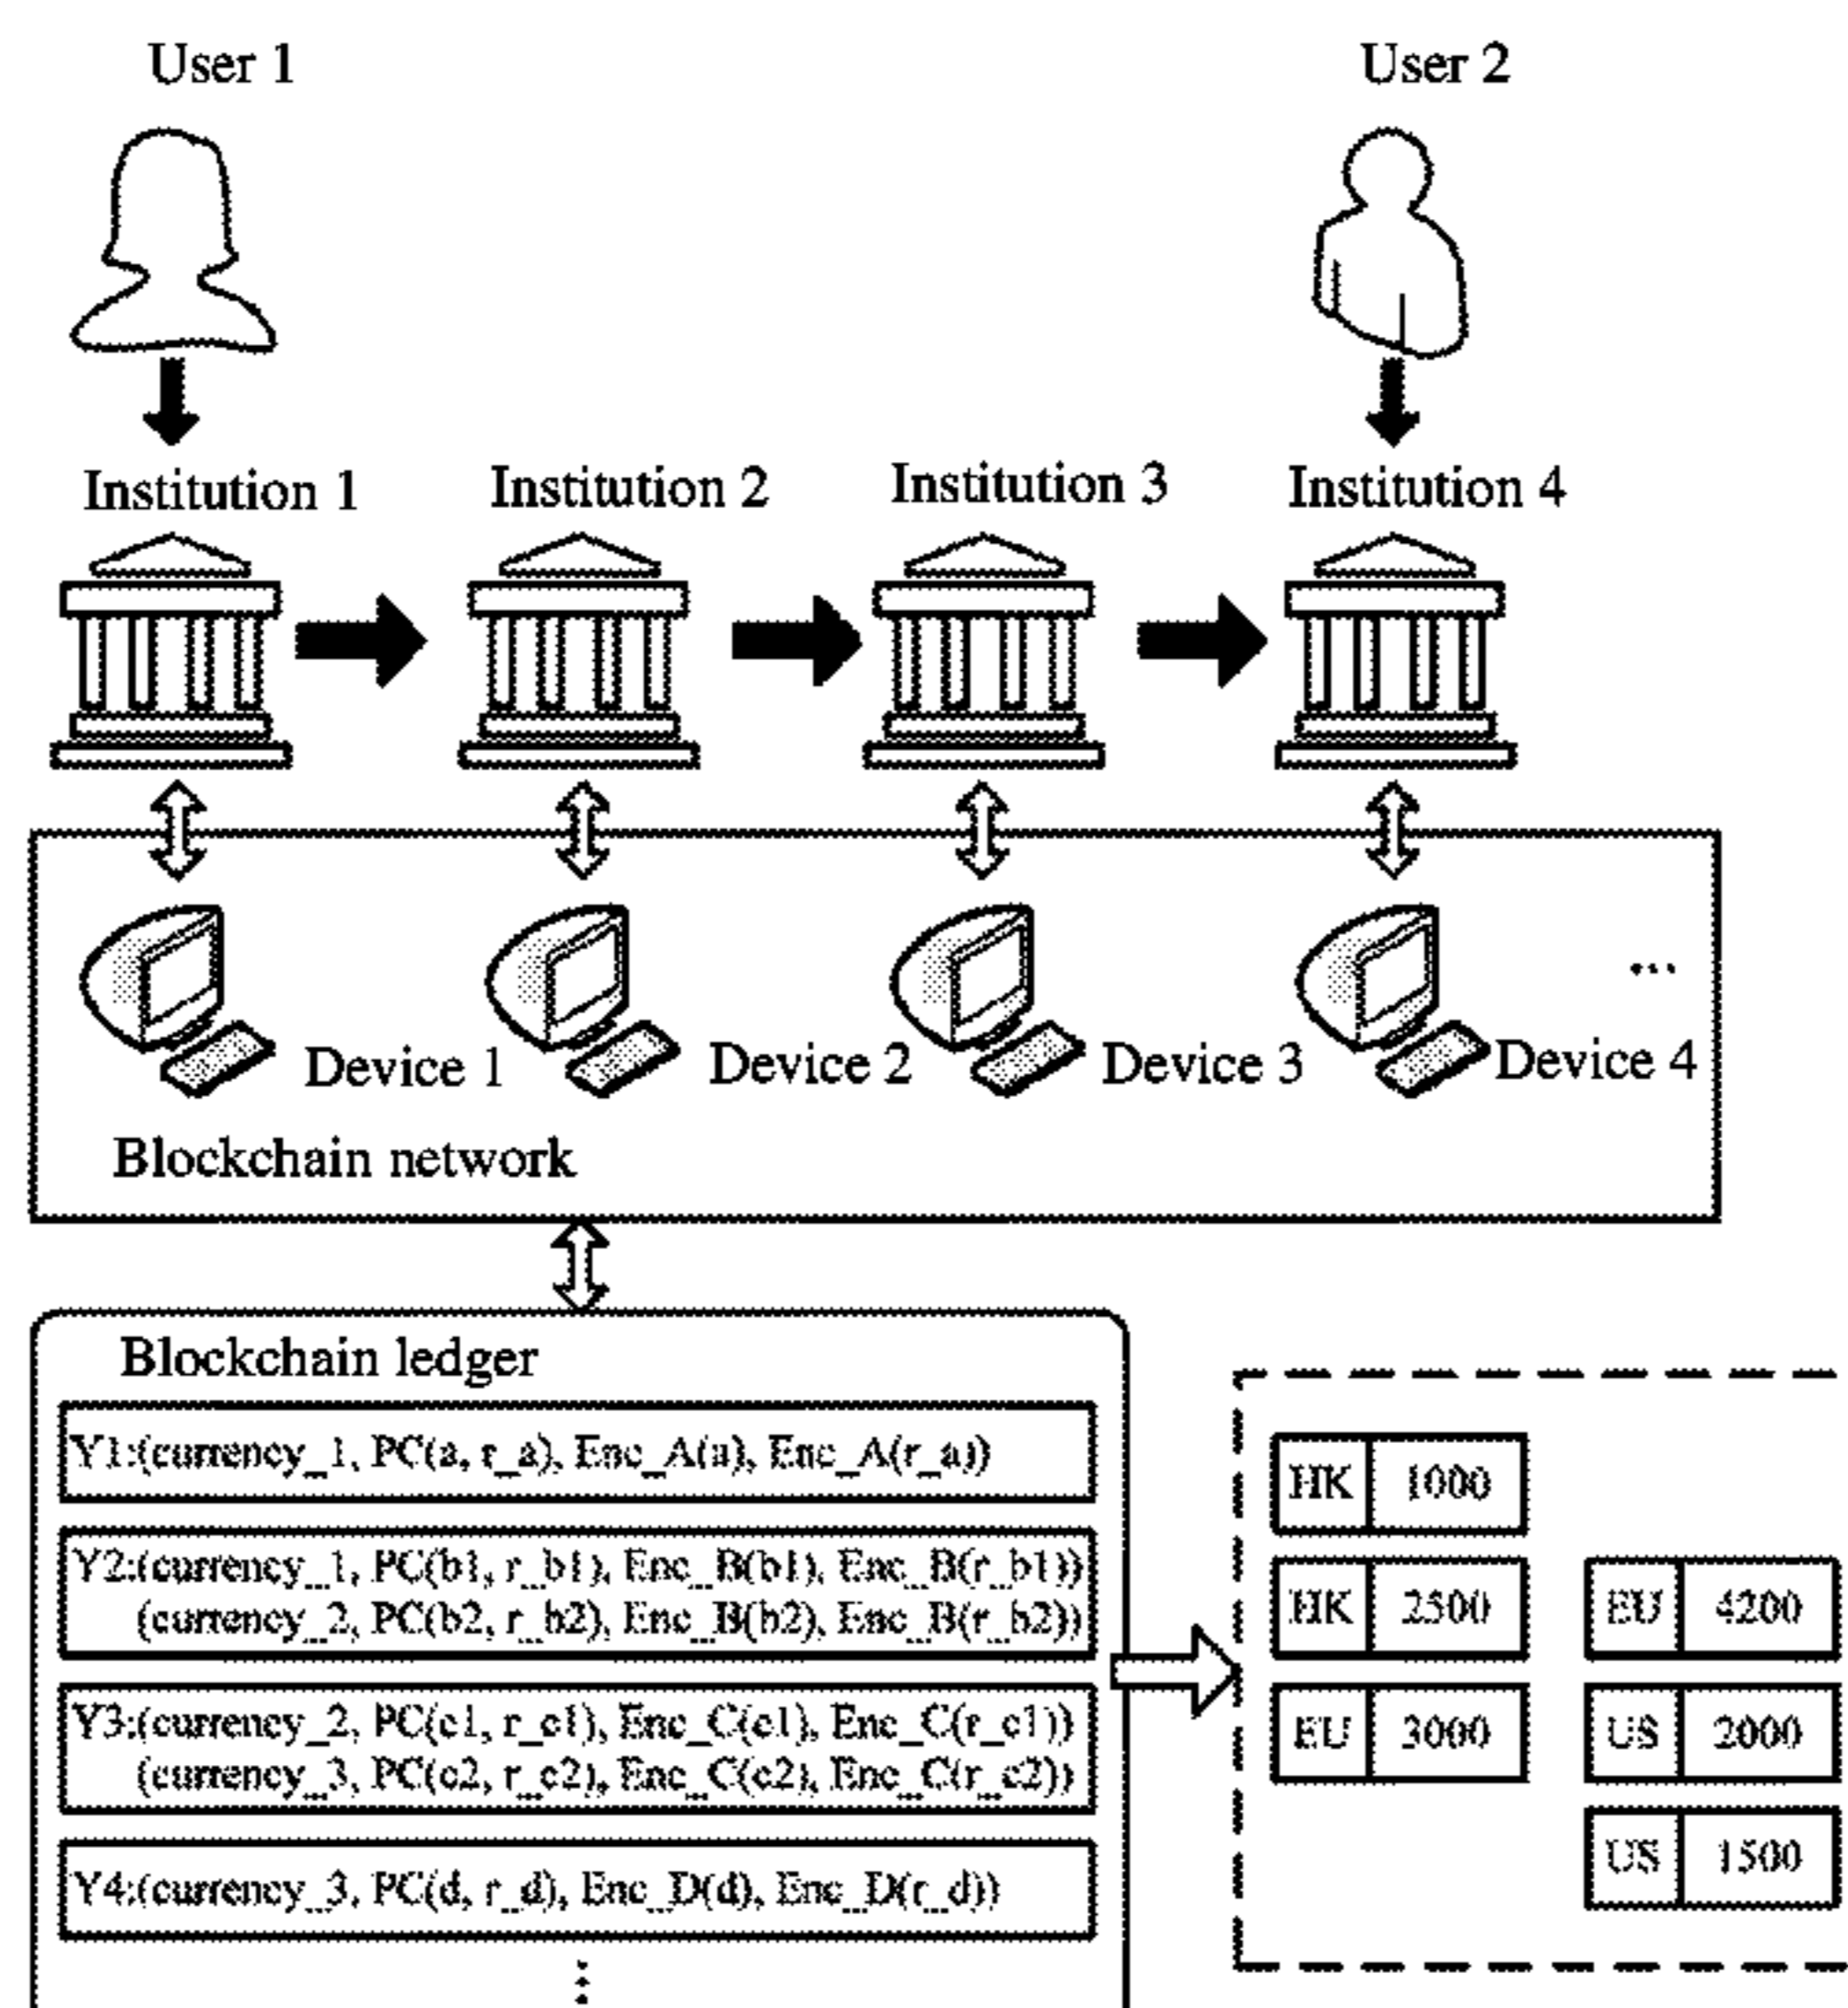 User 1
User 2
Institution 1
Institution 2
Institution 3
Institution 4
Device 1
Device 2
Device 3
Device 4
...
Blockchain network
Blockchain ledger
Y1:(currency_1, PC(a, r_a), Enc_A(a), Enc_A(r_a))
Y2:(currency_1, PC(b1, r_b1), Enc_B(b1), Enc_B(r_b1))
(currency_2, PC(b2, r_b2), Enc_B(b2), Enc_B(r_b2))
Y3:(currency_2, PC(c1, r_c1), Enc_C(c1), Enc_C(r_c1))
(currency_3, PC(c2, r_c2), Enc_C(c2), Enc_C(r_c2))
Y4:(currency_3, PC(d, r_d), Enc_D(d), Enc_D(r_d))
HK 1000
HK 2500 EU 4200
EU 3000 US 2000
US 1500